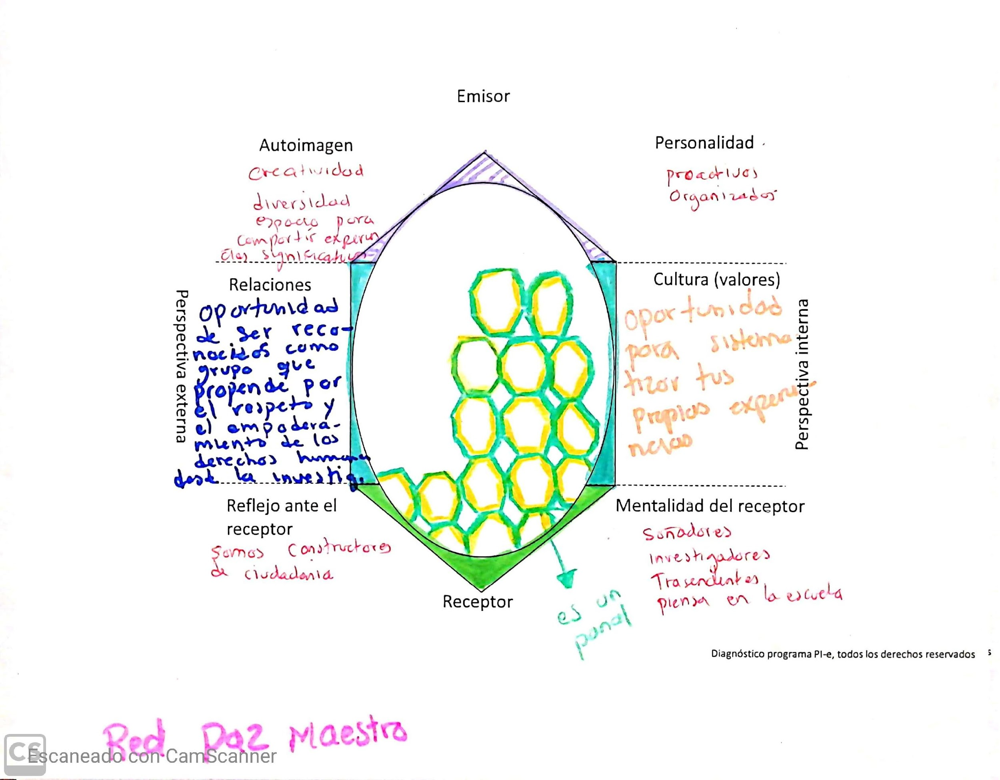 Emisor
Autoimagen
creatividad
diversidad
espacio para
compartir experien
cias significativas
Personalidad
proactivos
Organizados
Relaciones
oportunidad
de ser reco-
nocidos como
grupo que
propende por
el respeto y
el empodera-
miento de los
derechos humanos
desde la investig.
Perspectiva externa
Cultura (valores)
oportunidad
para sistema
tizar tus
Propias experie
ncias
Perspectiva interna
Reflejo ante el
receptor
Somos Constructores
de ciudadania
Mentalidad del receptor
Soñadores
investigadores
Trasendentes
piensa en la escuela
Receptor
es un
panal
Diagnóstico programa PI-e, todos los derechos reservados
Red Paz Maestro
CS Escaneado con CamScanner